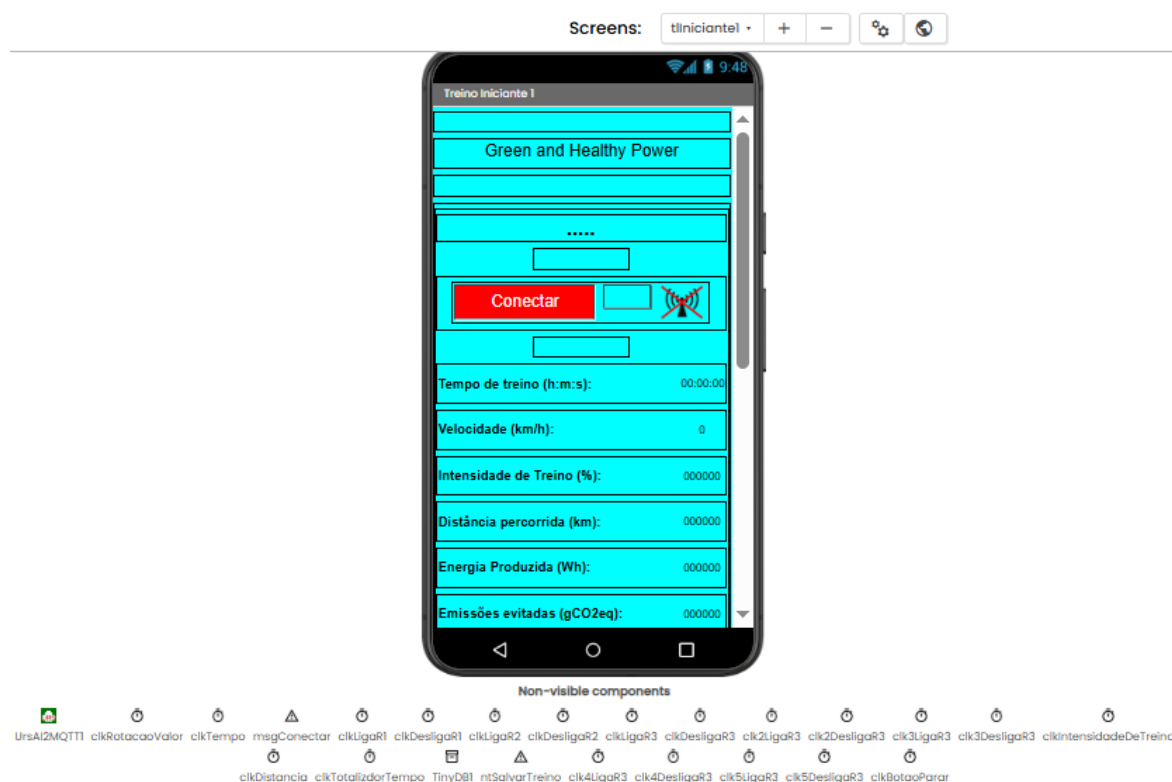 Screens: tlIniciante1 + −
9:48
Treino Iniciante 1
Green and Healthy Power
.....
Conectar
Tempo de treino (h:m:s): 00:00:00
Velocidade (km/h): 0
Intensidade de Treino (%): 000000
Distância percorrida (km): 000000
Energia Produzida (Wh): 000000
Emissões evitadas (gCO2eq): 000000
Non-visible components
UrsAI2MQTT1 clkRotacaoValor clkTempo msgConectar clkLigaR1 clkDesligaR1 clkLigaR2 clkDesligaR2 clkLigaR3 clkDesligaR3 clk2LigaR3 clk2DesligaR3 clk3LigaR3 clk3DesligaR3 clkIntensidadeDeTreino
clkDistancia clkTotalizdorTempo TinyDB1 ntSalvarTreino clk4LigaR3 clk4DesligaR3 clk5LigaR3 clk5DesligaR3 clkBotaoParar